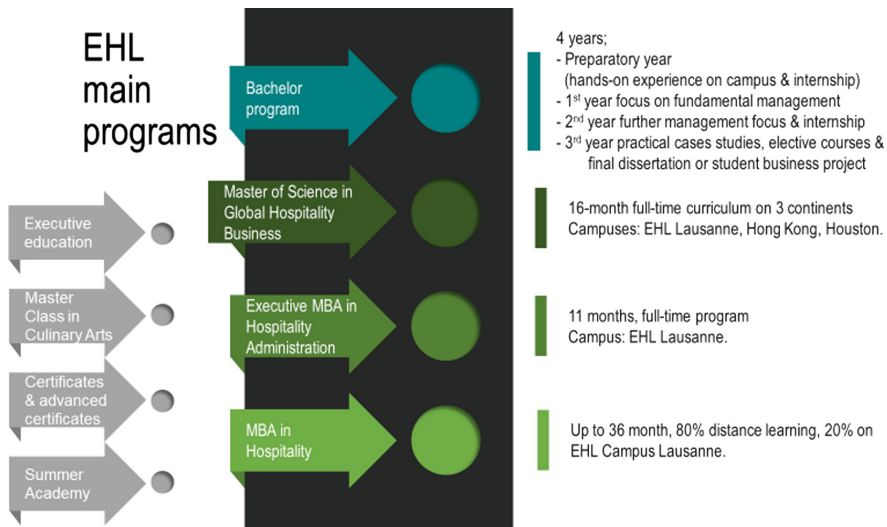 EHL
main
programs
Bachelor
program
4 years;
- Preparatory year
(hands-on experience on campus & internship)
- 1st year focus on fundamental management
- 2nd year further management focus & internship
- 3rd year practical cases studies, elective courses &
final dissertation or student business project
Master of Science in
Global Hospitality
Business
16-month full-time curriculum on 3 continents
Campuses: EHL Lausanne, Hong Kong, Houston.
Executive MBA in
Hospitality
Administration
11 months, full-time program
Campus: EHL Lausanne.
MBA in
Hospitality
Up to 36 month, 80% distance learning, 20% on
EHL Campus Lausanne.
Executive
education
Master
Class in
Culinary Arts
Certificates
& advanced
certificates
Summer
Academy